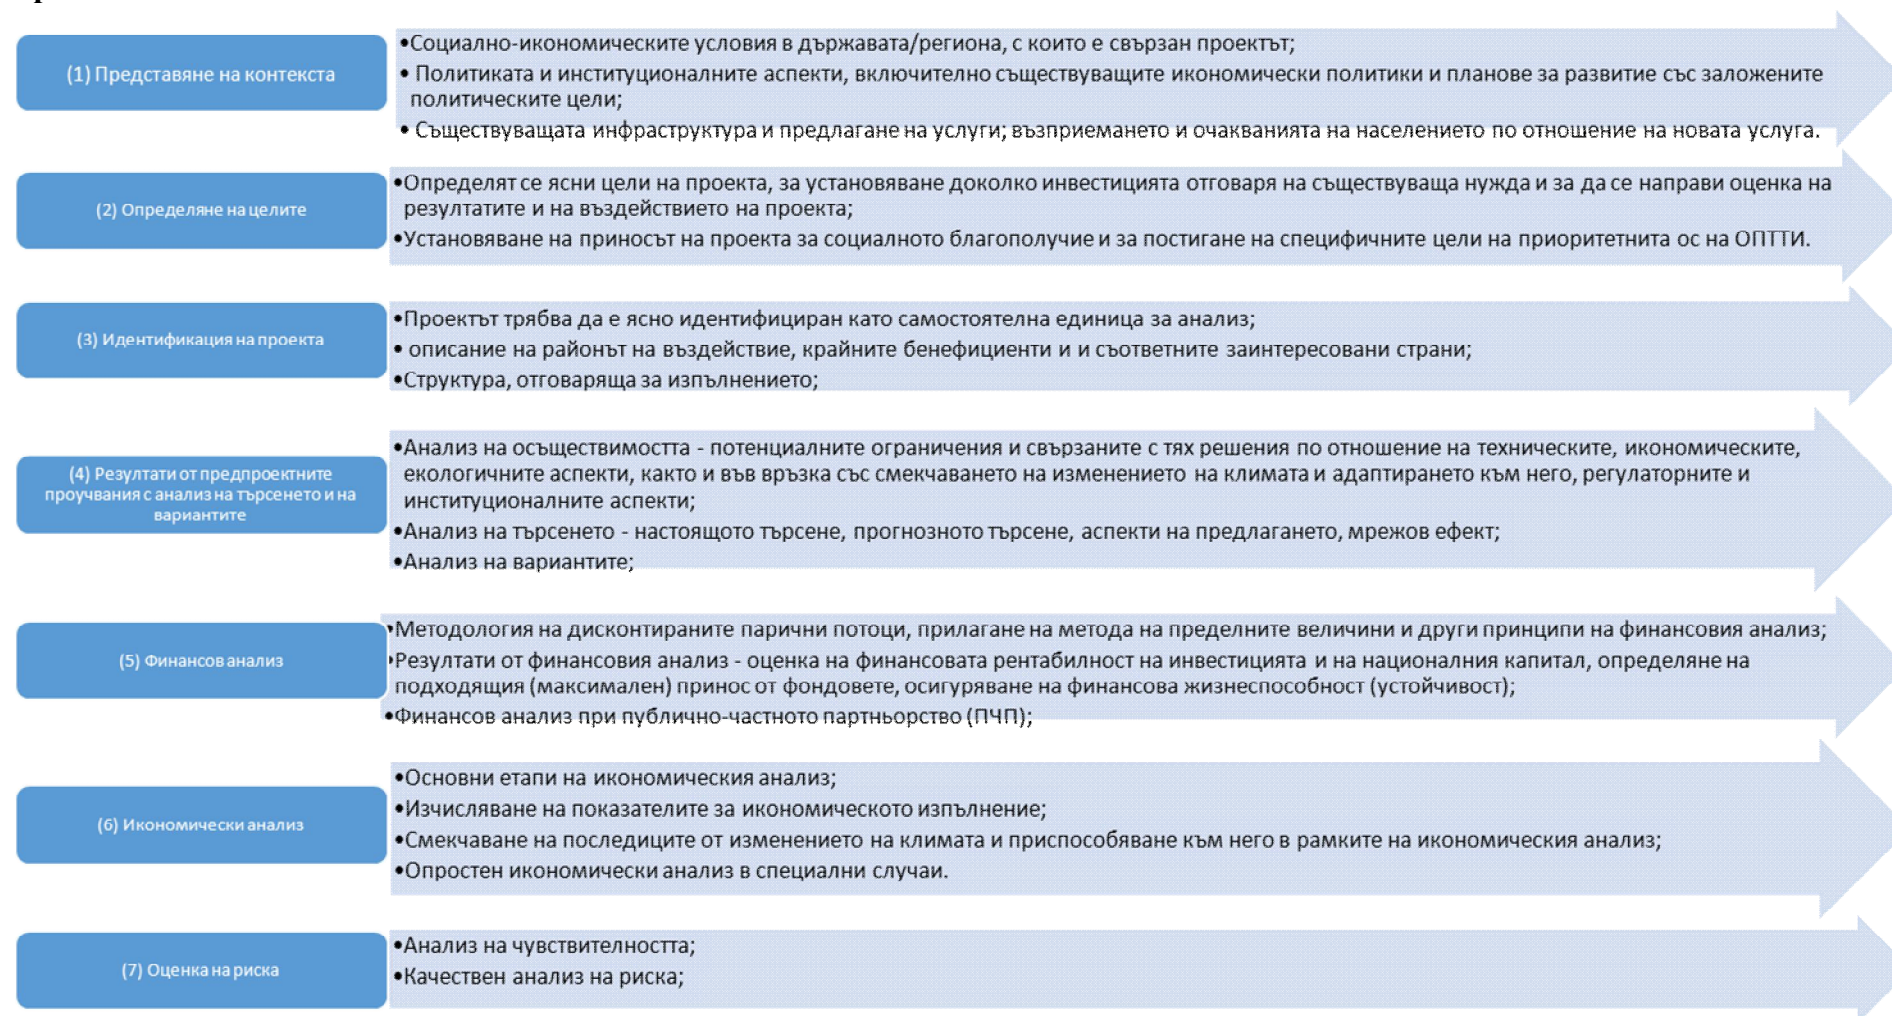 (1) Представяне на контекста
•Социално-икономическите условия в държавата/региона, с които е свързан проектът;
• Политиката и институционалните аспекти, включително съществуващите икономически политики и планове за развитие със заложените
политическите цели;
• Съществуващата инфраструктура и предлагане на услуги; възприемането и очакванията на населението по отношение на новата услуга.
(2) Определяне на целите
•Определят се ясни цели на проекта, за установяване доколко инвестицията отговаря на съществуваща нужда и за да се направи оценка на
резултатите и на въздействието на проекта;
•Установяване на приносът на проекта за социалното благополучие и за постигане на специфичните цели на приоритетнита ос на ОПТТИ.
(3) Идентификация на проекта
•Проектът трябва да е ясно идентифициран като самостоятелна единица за анализ;
• описание на районът на въздействие, крайните бенефициенти и и съответните заинтересовани страни;
•Структура, отговаряща за изпълнението;
(4) Резултати от предпроектните
проучвания с анализ на търсенето и на
вариантите
•Анализ на осъществимостта - потенциалните ограничения и свързаните с тях решения по отношение на техническите, икономическите,
екологичните аспекти, както и във връзка със смекчаването на изменението на климата и адаптирането към него, регулаторните и
институционалните аспекти;
•Анализ на търсенето - настоящото търсене, прогнозното търсене, аспекти на предлагането, мрежов ефект;
•Анализ на вариантите;
(5) Финансов анализ
•Методология на дисконтираните парични потоци, прилагане на метода на пределните величини и други принципи на финансовия анализ;
•Резултати от финансовия анализ - оценка на финансовата рентабилност на инвестицията и на националния капитал, определяне на
подходящия (максимален) принос от фондовете, осигуряване на финансова жизнеспособност (устойчивост);
•Финансов анализ при публично-частното партньорство (ПЧП);
(6) Икономически анализ
•Основни етапи на икономическия анализ;
•Изчисляване на показателите за икономическото изпълнение;
•Смекчаване на последиците от изменението на климата и приспособяване към него в рамките на икономическия анализ;
•Опростен икономически анализ в специални случаи.
(7) Оценка на риска
•Анализ на чувствителността;
•Качествен анализ на риска;